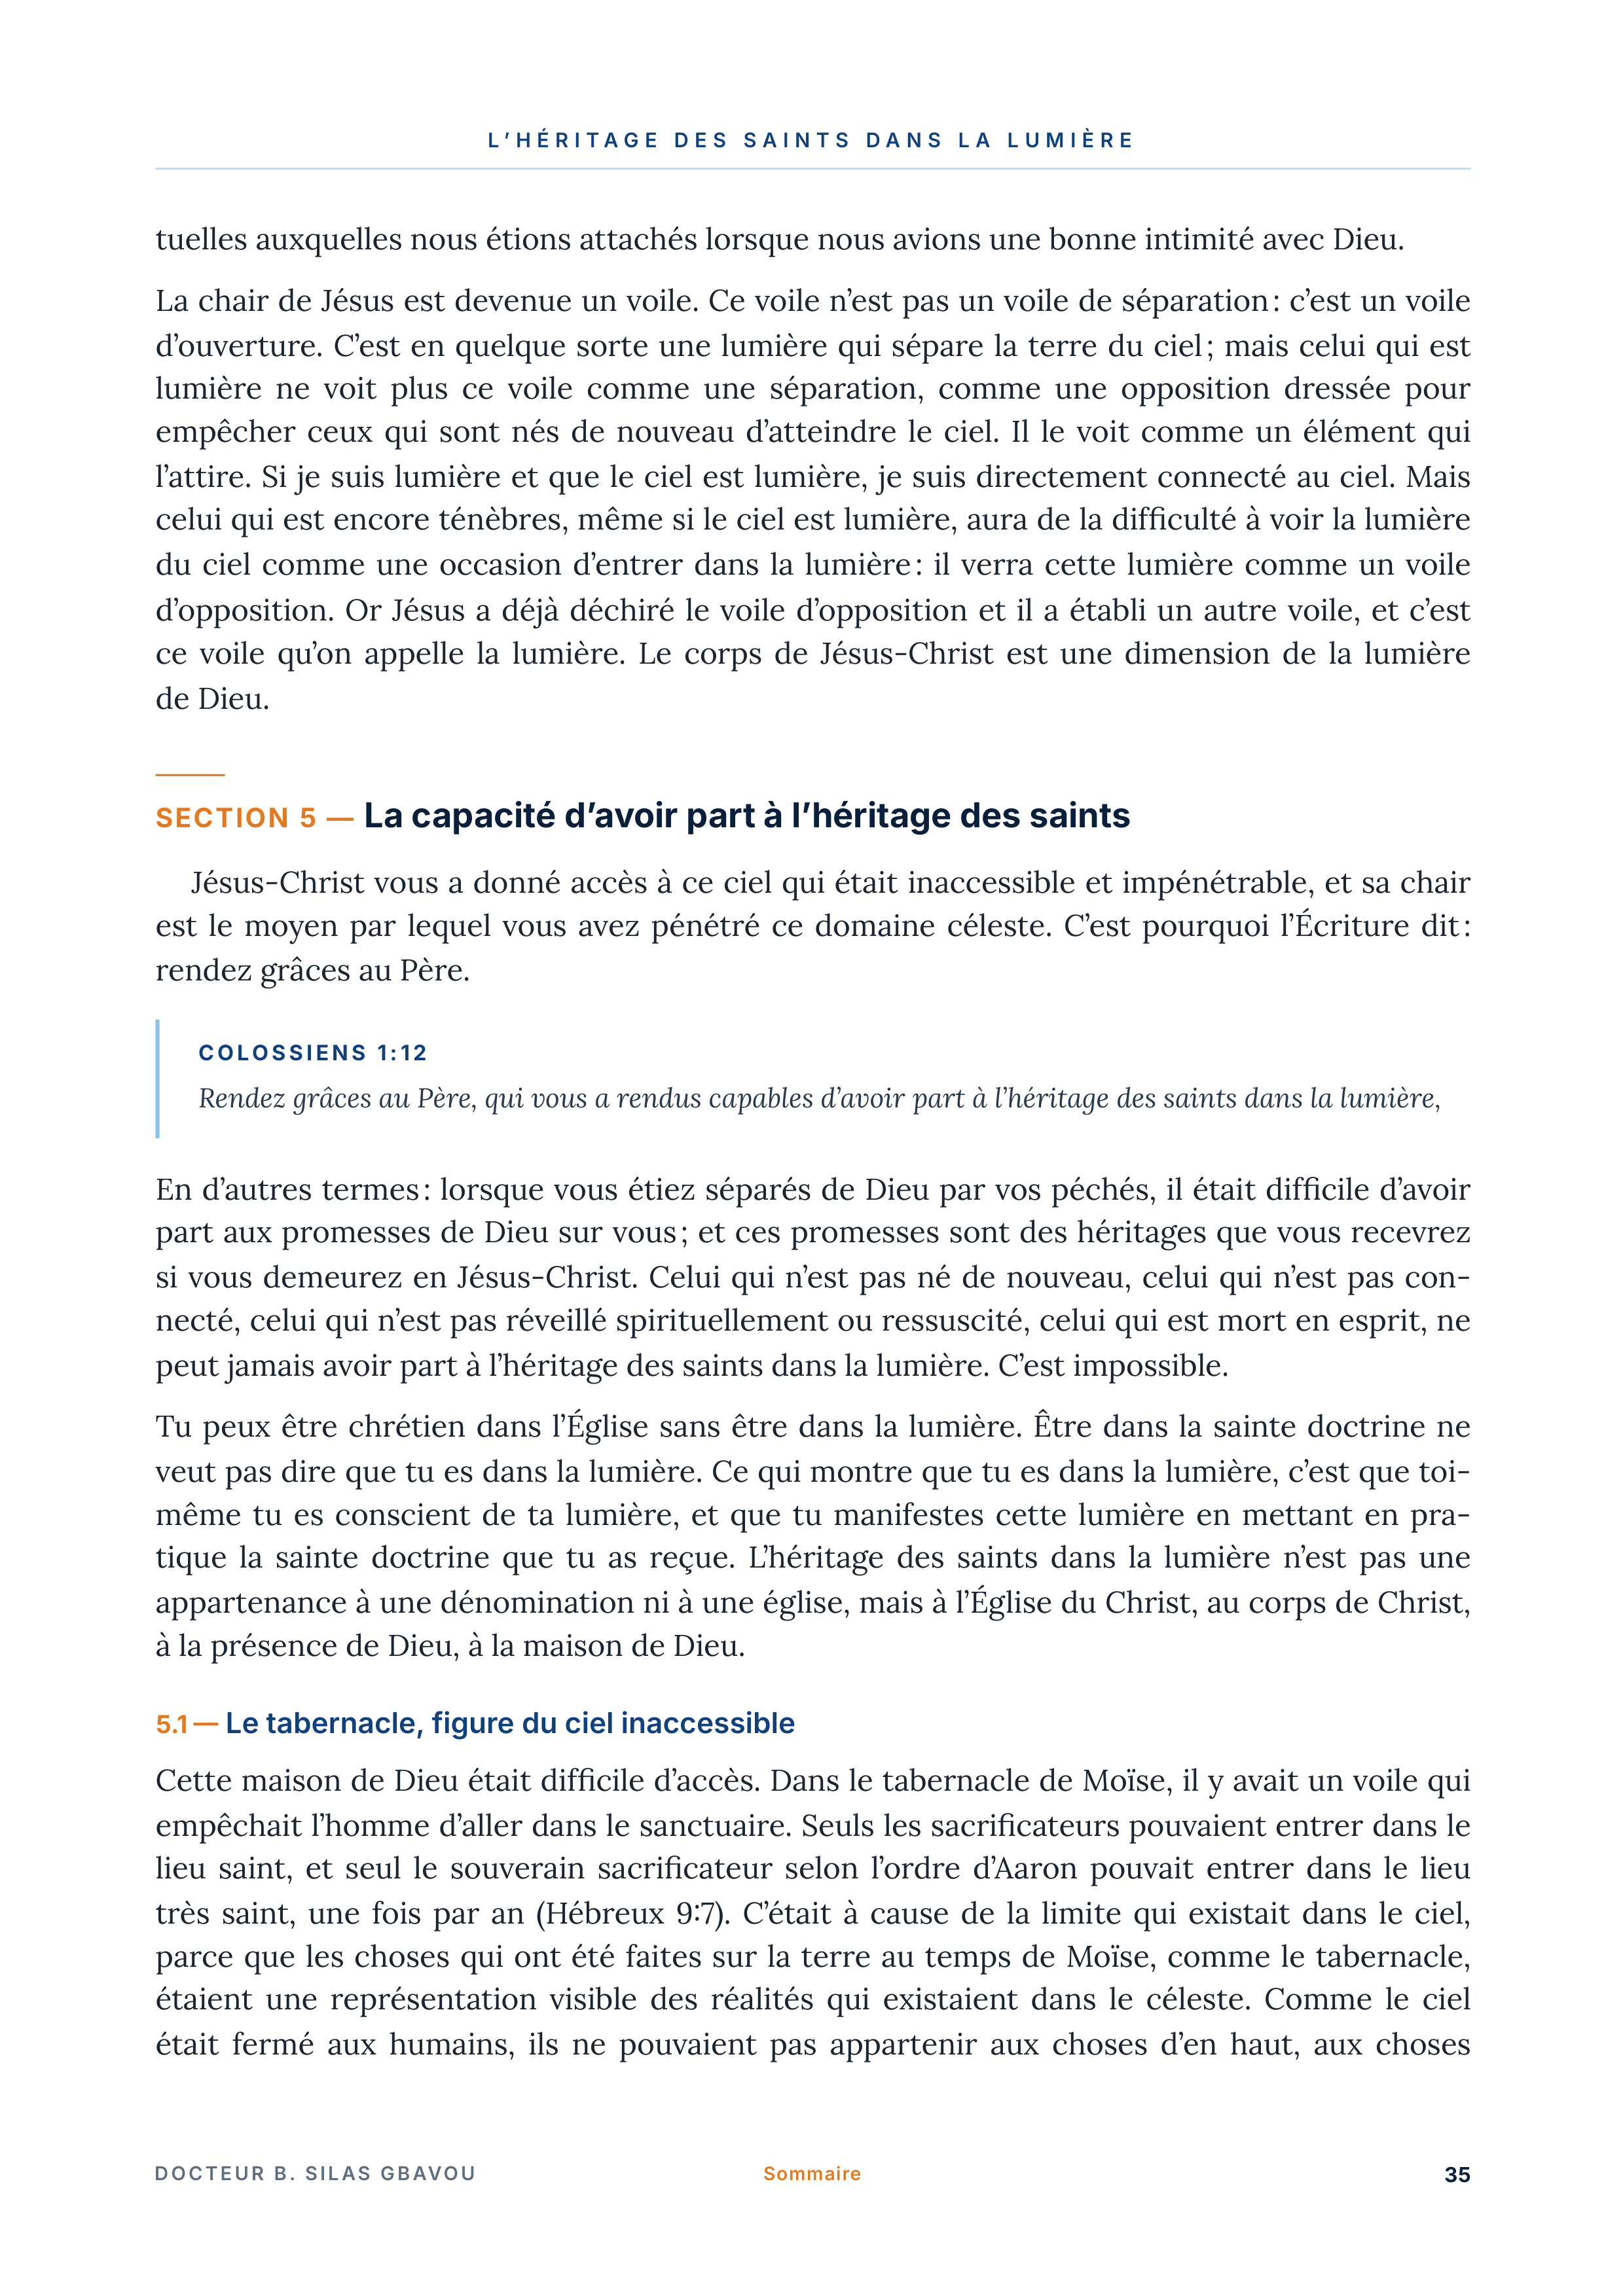 L’HÉRITAGE DES SAINTS DANS LA LUMIÈRE
tuelles auxquelles nous étions attachés lorsque nous avions une bonne intimité avec Dieu.
La chair de Jésus est devenue un voile. Ce voile n’est pas un voile de séparation : c’est un voile
d’ouverture. C’est en quelque sorte une lumière qui sépare la terre du ciel ; mais celui qui est
lumière ne voit plus ce voile comme une séparation, comme une opposition dressée pour
empêcher ceux qui sont nés de nouveau d’atteindre le ciel. Il le voit comme un élément qui
l’attire. Si je suis lumière et que le ciel est lumière, je suis directement connecté au ciel. Mais
celui qui est encore ténèbres, même si le ciel est lumière, aura de la difficulté à voir la lumière
du ciel comme une occasion d’entrer dans la lumière : il verra cette lumière comme un voile
d’opposition. Or Jésus a déjà déchiré le voile d’opposition et il a établi un autre voile, et c’est
ce voile qu’on appelle la lumière. Le corps de Jésus-Christ est une dimension de la lumière
de Dieu.
SECTION 5 — La capacité d’avoir part à l’héritage des saints
Jésus-Christ vous a donné accès à ce ciel qui était inaccessible et impénétrable, et sa chair
est le moyen par lequel vous avez pénétré ce domaine céleste. C’est pourquoi l’Écriture dit :
rendez grâces au Père.
COLOSSIENS 1:12
Rendez grâces au Père, qui vous a rendus capables d’avoir part à l’héritage des saints dans la lumière,
En d’autres termes : lorsque vous étiez séparés de Dieu par vos péchés, il était difficile d’avoir
part aux promesses de Dieu sur vous ; et ces promesses sont des héritages que vous recevrez
si vous demeurez en Jésus-Christ. Celui qui n’est pas né de nouveau, celui qui n’est pas con-
necté, celui qui n’est pas réveillé spirituellement ou ressuscité, celui qui est mort en esprit, ne
peut jamais avoir part à l’héritage des saints dans la lumière. C’est impossible.
Tu peux être chrétien dans l’Église sans être dans la lumière. Être dans la sainte doctrine ne
veut pas dire que tu es dans la lumière. Ce qui montre que tu es dans la lumière, c’est que toi-
même tu es conscient de ta lumière, et que tu manifestes cette lumière en mettant en pra-
tique la sainte doctrine que tu as reçue. L’héritage des saints dans la lumière n’est pas une
appartenance à une dénomination ni à une église, mais à l’Église du Christ, au corps de Christ,
à la présence de Dieu, à la maison de Dieu.
5.1 — Le tabernacle, figure du ciel inaccessible
Cette maison de Dieu était difficile d’accès. Dans le tabernacle de Moïse, il y avait un voile qui
empêchait l’homme d’aller dans le sanctuaire. Seuls les sacrificateurs pouvaient entrer dans le
lieu saint, et seul le souverain sacrificateur selon l’ordre d’Aaron pouvait entrer dans le lieu
très saint, une fois par an (Hébreux 9:7). C’était à cause de la limite qui existait dans le ciel,
parce que les choses qui ont été faites sur la terre au temps de Moïse, comme le tabernacle,
étaient une représentation visible des réalités qui existaient dans le céleste. Comme le ciel
était fermé aux humains, ils ne pouvaient pas appartenir aux choses d’en haut, aux choses
DOCTEUR B. SILAS GBAVOU Sommaire 35